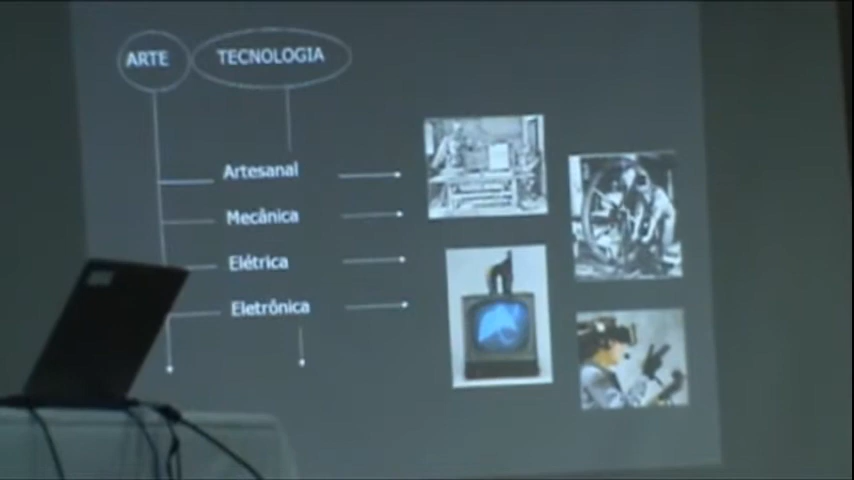 ARTE TECNOLOGIA
Artesanal
Mecânica
Elétrica
Eletrônica